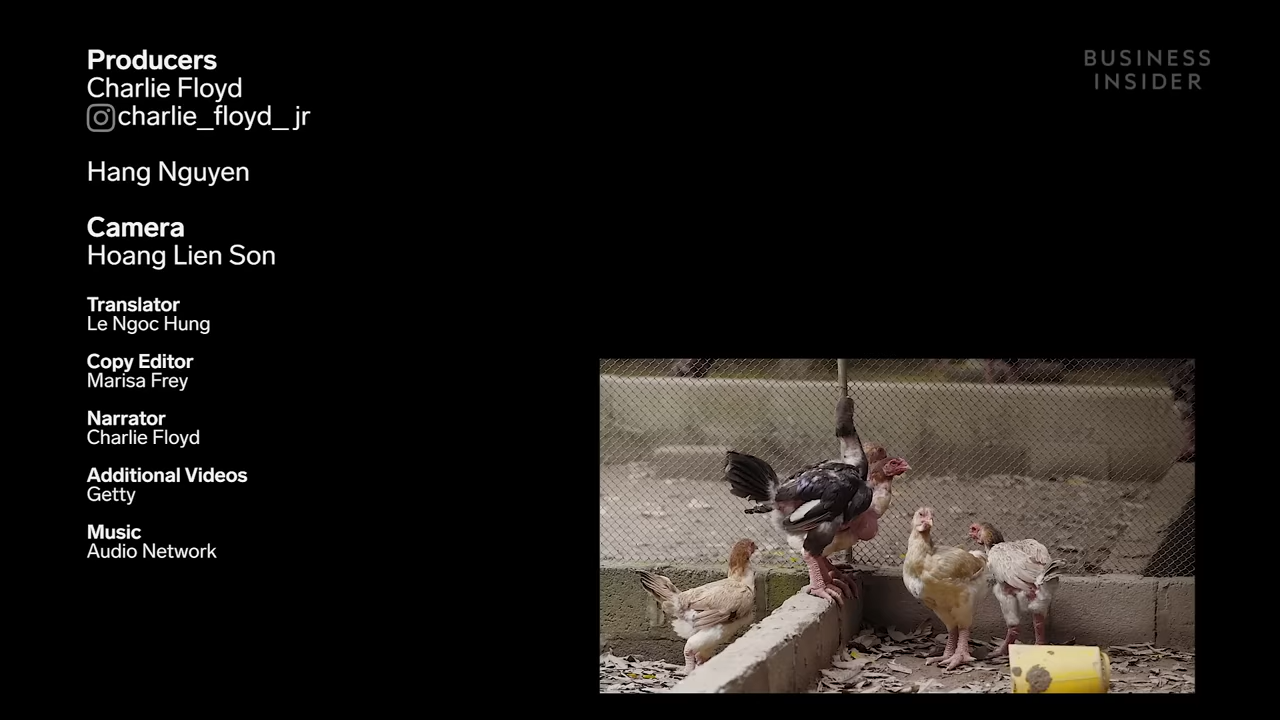 Producers
Charlie Floyd
charlie_floyd_jr
Hang Nguyen
Camera
Hoang Lien Son
Translator
Le Ngoc Hung
Copy Editor
Marisa Frey
Narrator
Charlie Floyd
Additional Videos
Getty
Music
Audio Network
BUSINESS
INSIDER